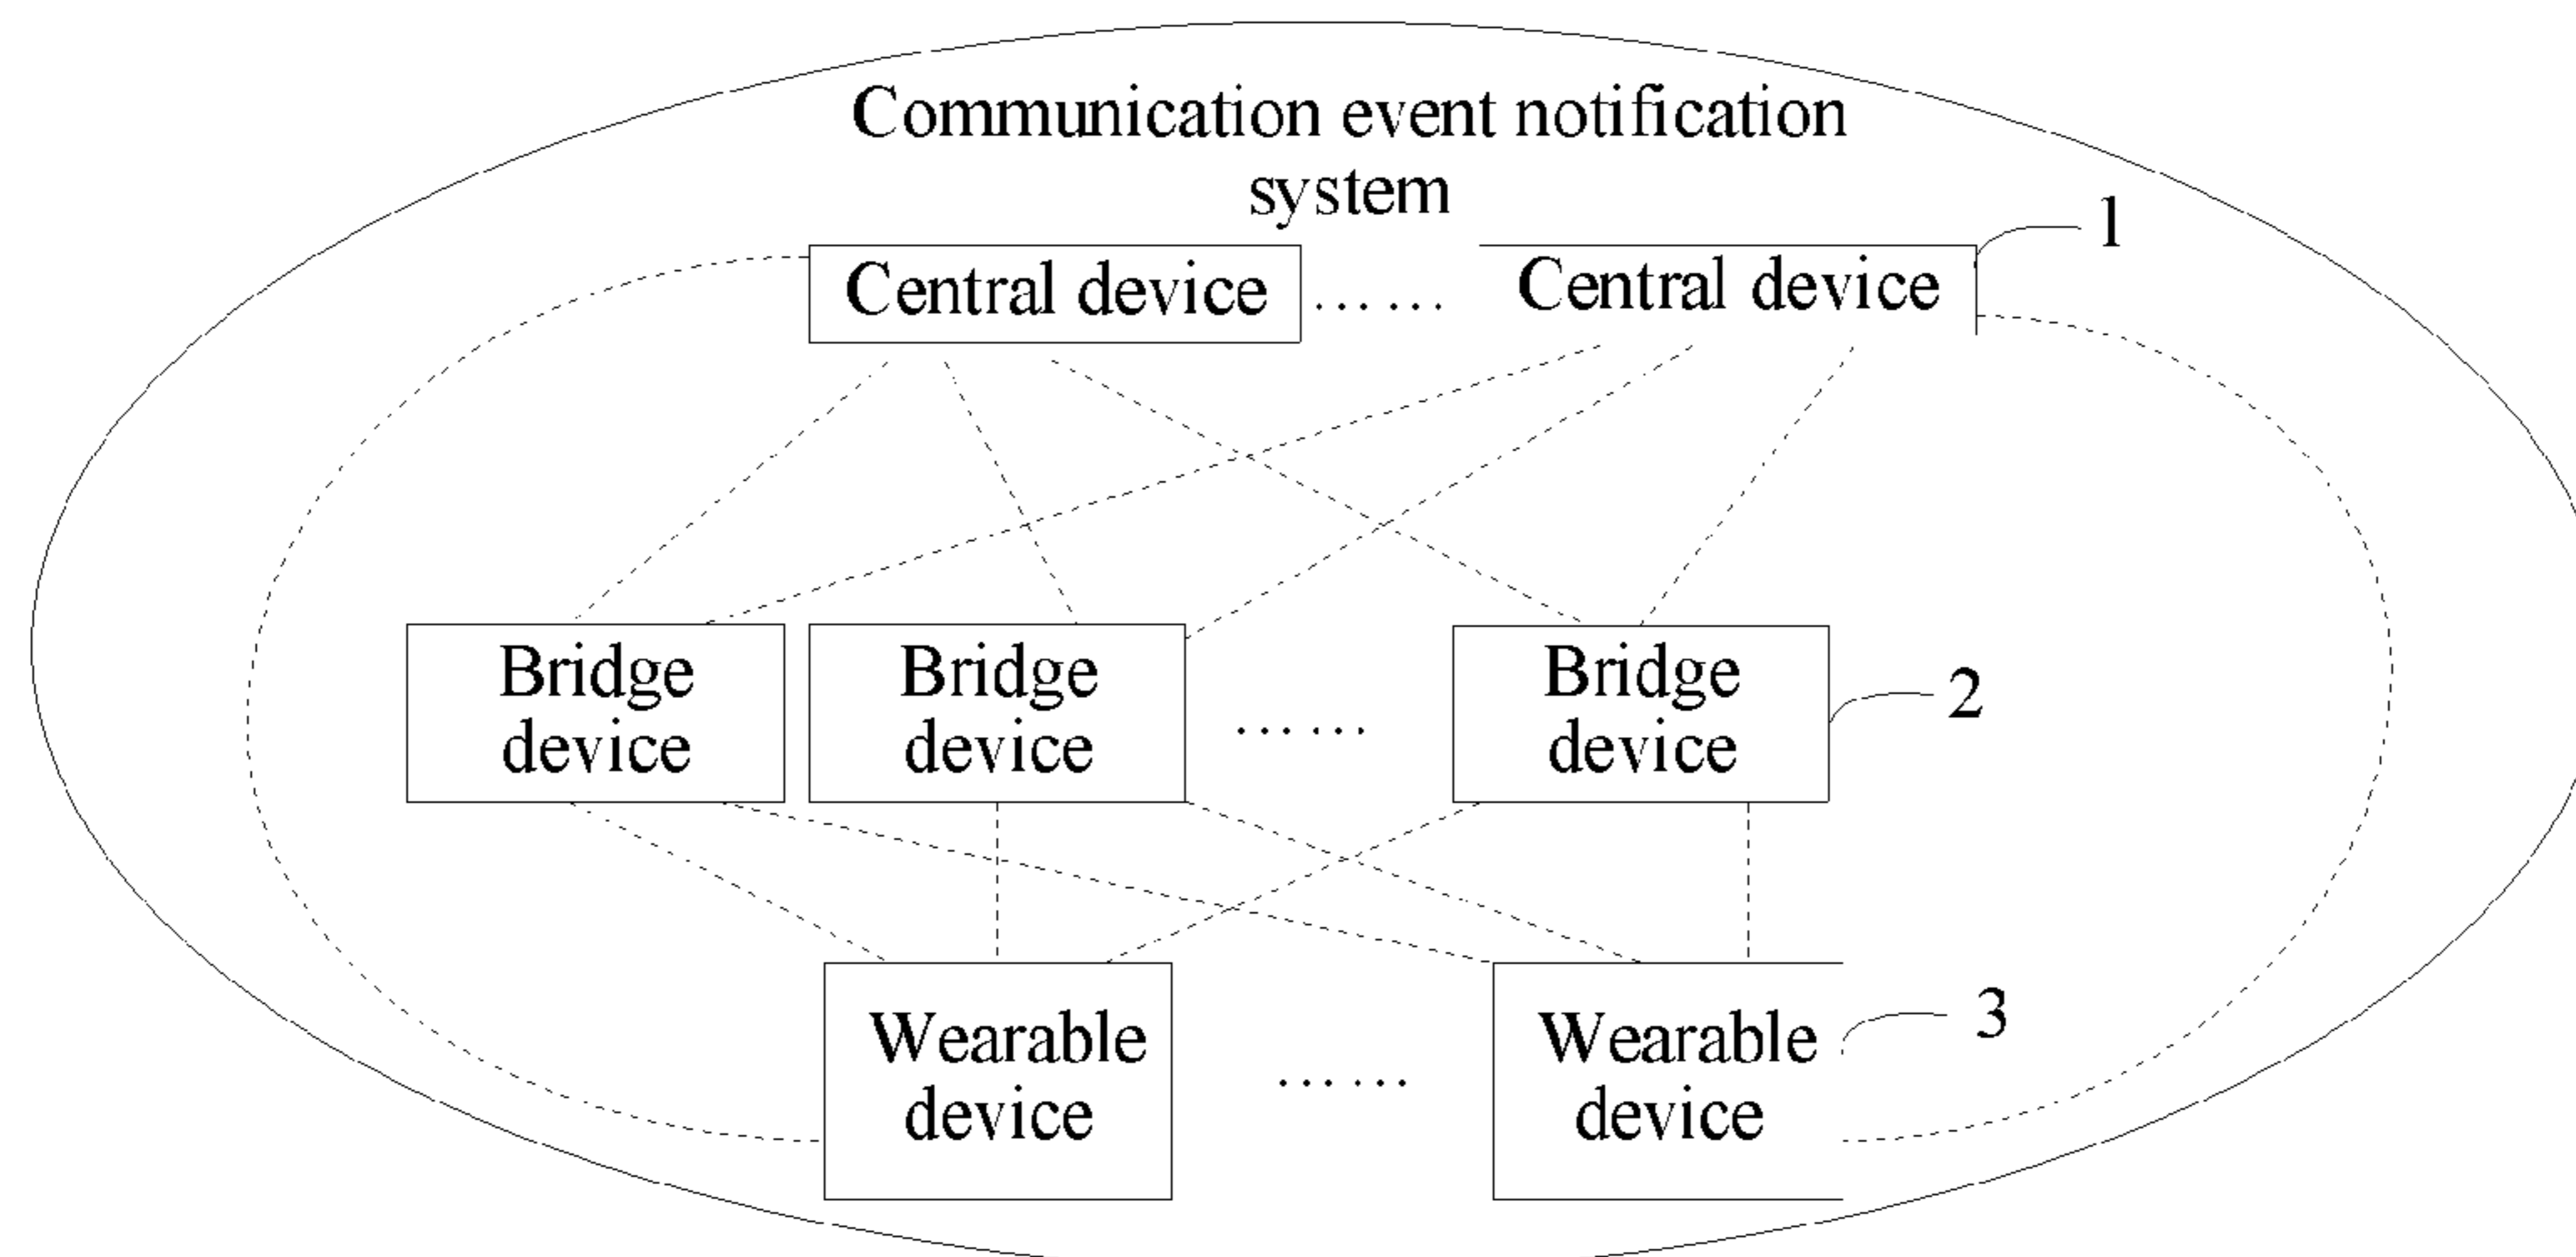 Communication event notification
system
Central device …… Central device 1
Bridge
device
Bridge
device
……
Bridge
device
2
Wearable
device
……
Wearable
device
3